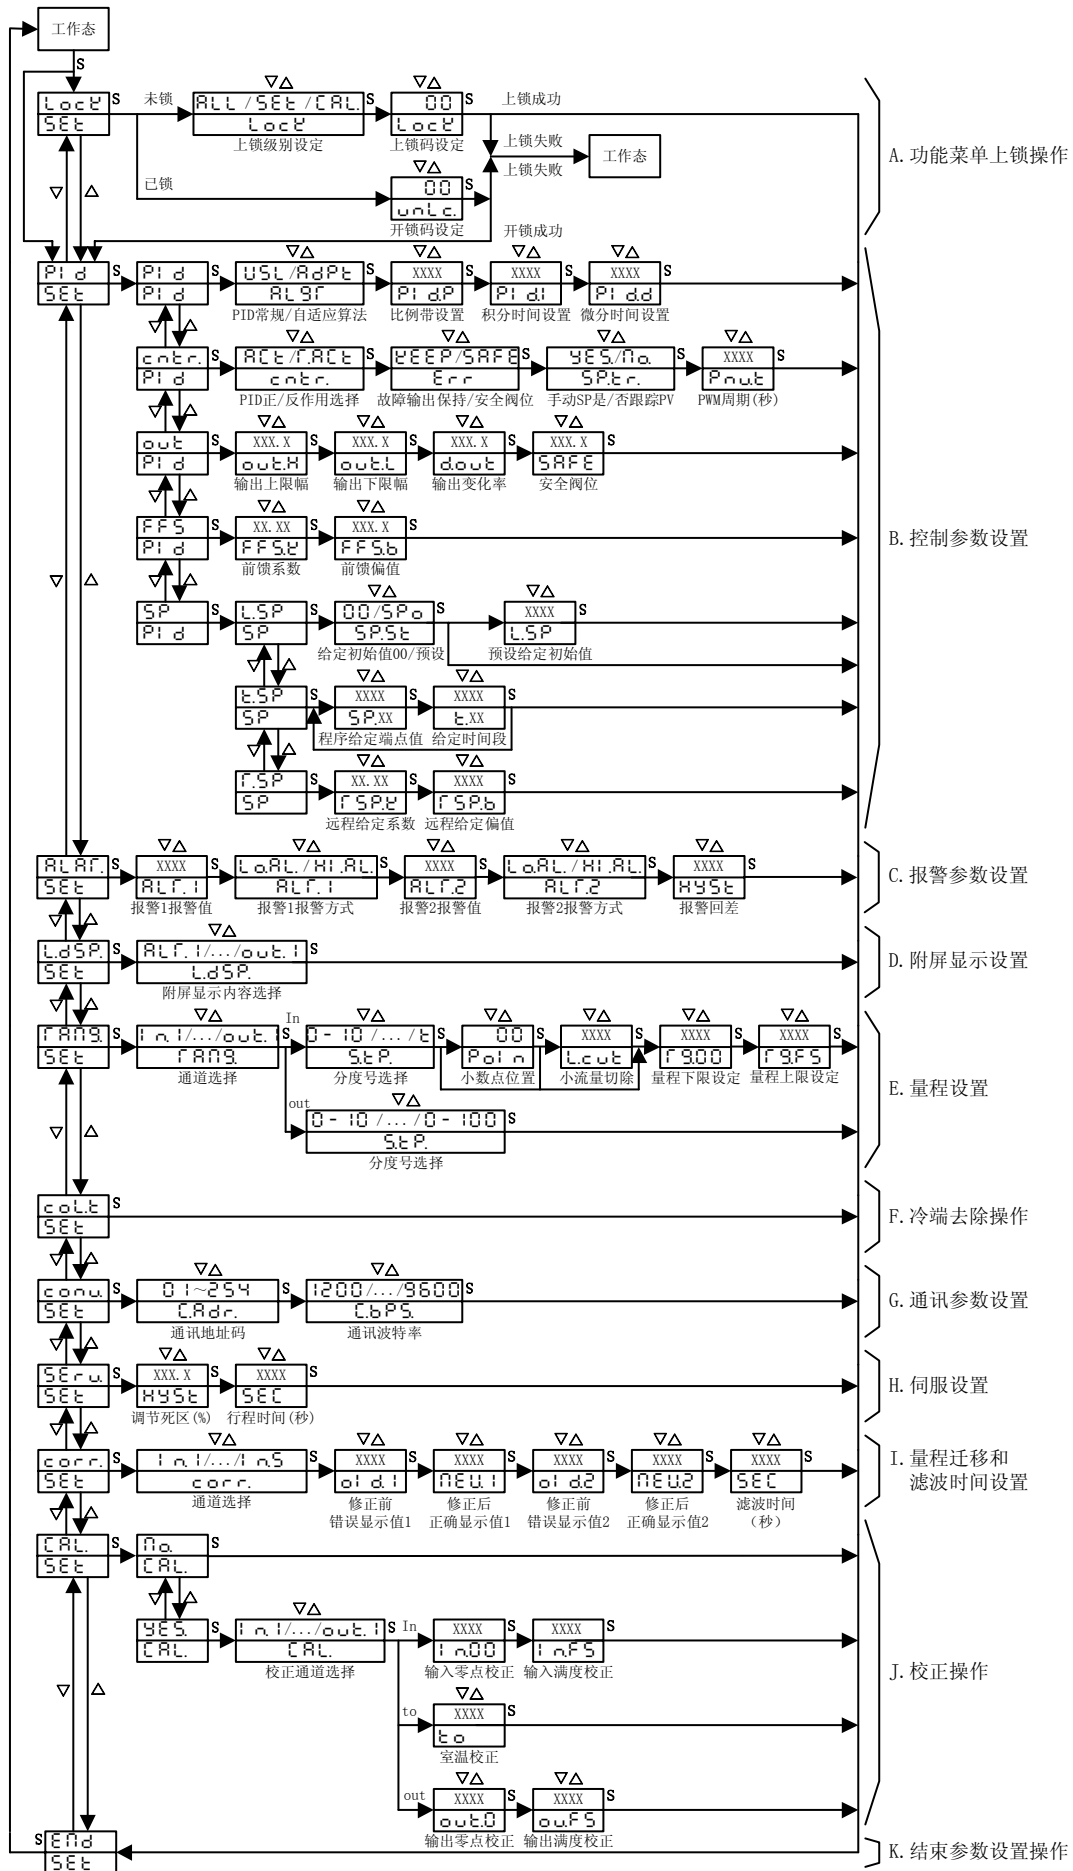 工作态
S
LocK S 未锁 ALL/SEt/CAL. S 00 S 上锁成功
SEt LocK LocK
上锁级别设定 上锁码设定 上锁失败
工作态
上锁失败
A.功能菜单上锁操作
已锁 00 S
unLc.
开锁码设定 开锁成功
PId S PId S USL/AdPt S XXXX S XXXX S XXXX S
SEt PId ALGr PId.P PId.I PId.d
PID常规/自适应算法 比例带设置 积分时间设置 微分时间设置
cntr. S ACt/r.ACt S KEEP/SAFE S YES./no. S XXXX S
PId cntr. Err SP.tr. Pnu.t
PID正/反作用选择 故障输出保持/安全阀位 手动SP是/否跟踪PV PWM周期(秒)
out S XXX.X S XXX.X S XXX.X S XXX.X S
PId out.H out.L d.out SAFE
输出上限幅 输出下限幅 输出变化率 安全阀位
FFS S XX.XX S XXX.X S
PId FFS.K FFS.b
前馈系数 前馈偏值
B.控制参数设置
SP S L.SP S 00/SPo S XXXX S
PId SP SP.St L.SP
给定初始值00/预设 预设给定初始值
t.SP S XXXX S XXXX S
SP SP.XX t.XX
程序给定端点值 给定时间段
r.SP S XX.XX S XXXX S
SP rSP.K rSP.b
远程给定系数 远程给定偏值
ALAr. S XXXX S Lo.AL./HI.AL. S XXXX S Lo.AL./HI.AL. S XXXX S
SEt ALr.1 ALr.1 ALr.2 ALr.2 HYSt
报警1报警值 报警1报警方式 报警2报警值 报警2报警方式 报警回差
C.报警参数设置
L.dSP. S ALr.1/.../out.1 S
SEt L.dSP.
附屏显示内容选择
D.附屏显示设置
rAng. S In.1/.../out.1 S In 0-10/.../t S 00 S XXXX S XXXX S XXXX S
SEt rAng. S.tP. PoIn L.cut rg.00 rg.FS
通道选择 分度号选择 小数点位置 小流量切除 量程下限设定 量程上限设定
E.量程设置
out 0-10/.../0-100 S
S.tP.
分度号选择
coL.t S
SEt
F.冷端去除操作
conu. S 01~254 S 1200/.../9600 S
SEt C.Adr. C.bPS.
通讯地址码 通讯波特率
G.通讯参数设置
SEru. S XXX.X S XXXX S
SEt HYSt SEC
调节死区(%) 行程时间(秒)
H.伺服设置
corr. S In.1/.../In.5 S XXXX S XXXX S XXXX S XXXX S XXXX S
SEt corr. oId.1 nEU.1 oId.2 nEU.2 SEC
通道选择 修正前 修正后 修正前 修正后 滤波时间
错误显示值1 正确显示值1 错误显示值2 正确显示值2 （秒）
I.量程迁移和
滤波时间设置
CAL. S no. S
SEt CAL.
YES. S In.1/.../out.1 S In XXXX S XXXX S
CAL. CAL. In.00 In.FS
校正通道选择 输入零点校正 输入满度校正
J.校正操作
to XXXX S
to
室温校正
out XXXX S XXXX S
out.0 ou.FS
输出零点校正 输出满度校正
S End
SEt
K.结束参数设置操作